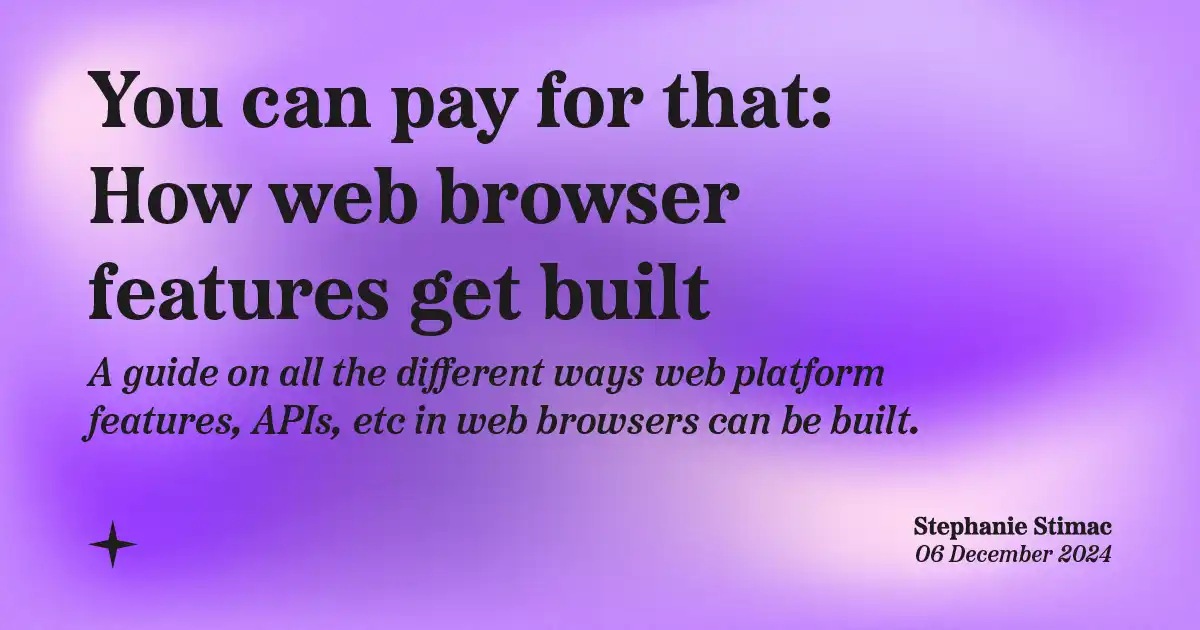 You can pay for that:
How web browser
features get built
A guide on all the different ways web platform
features, APIs, etc in web browsers can be built.
Stephanie Stimac
06 December 2024